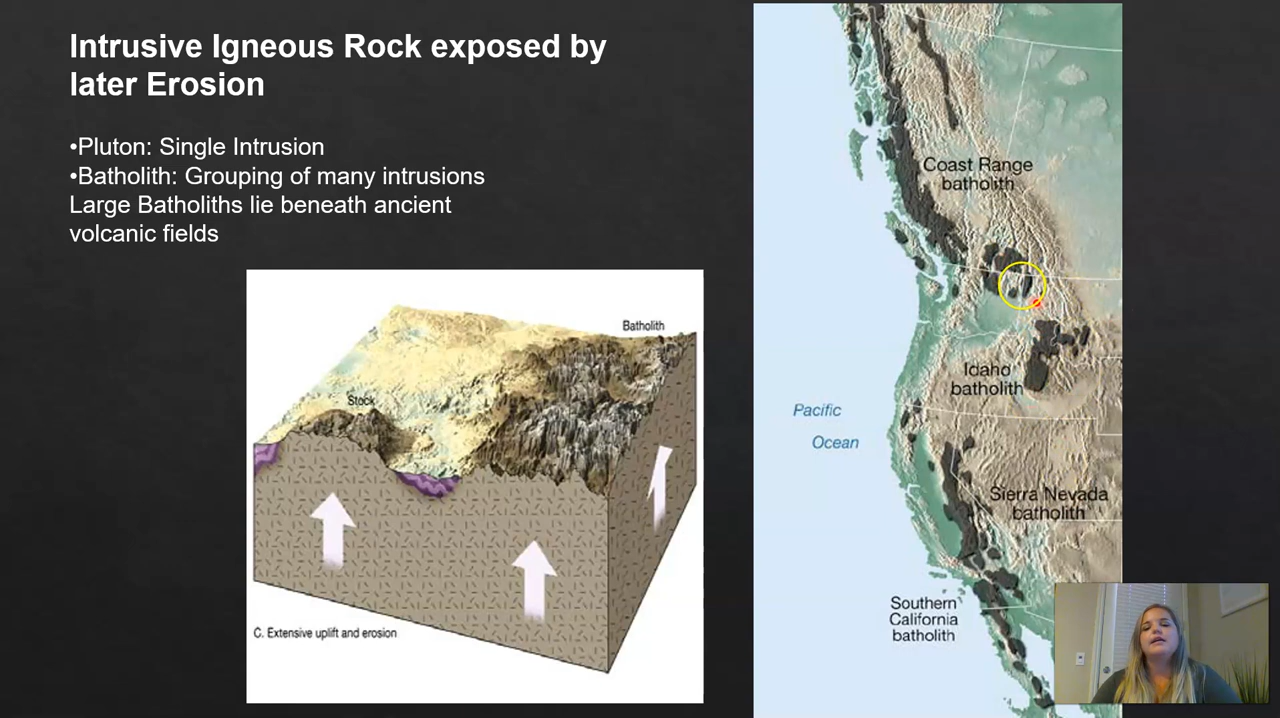 Intrusive Igneous Rock exposed by
later Erosion
•Pluton: Single Intrusion
•Batholith: Grouping of many intrusions
Large Batholiths lie beneath ancient
volcanic fields
Batholith
Stock
C. Extensive uplift and erosion
Coast Range
batholith
Idaho
batholith
Pacific
Ocean
Sierra Nevada
batholith
Southern
California
batholith